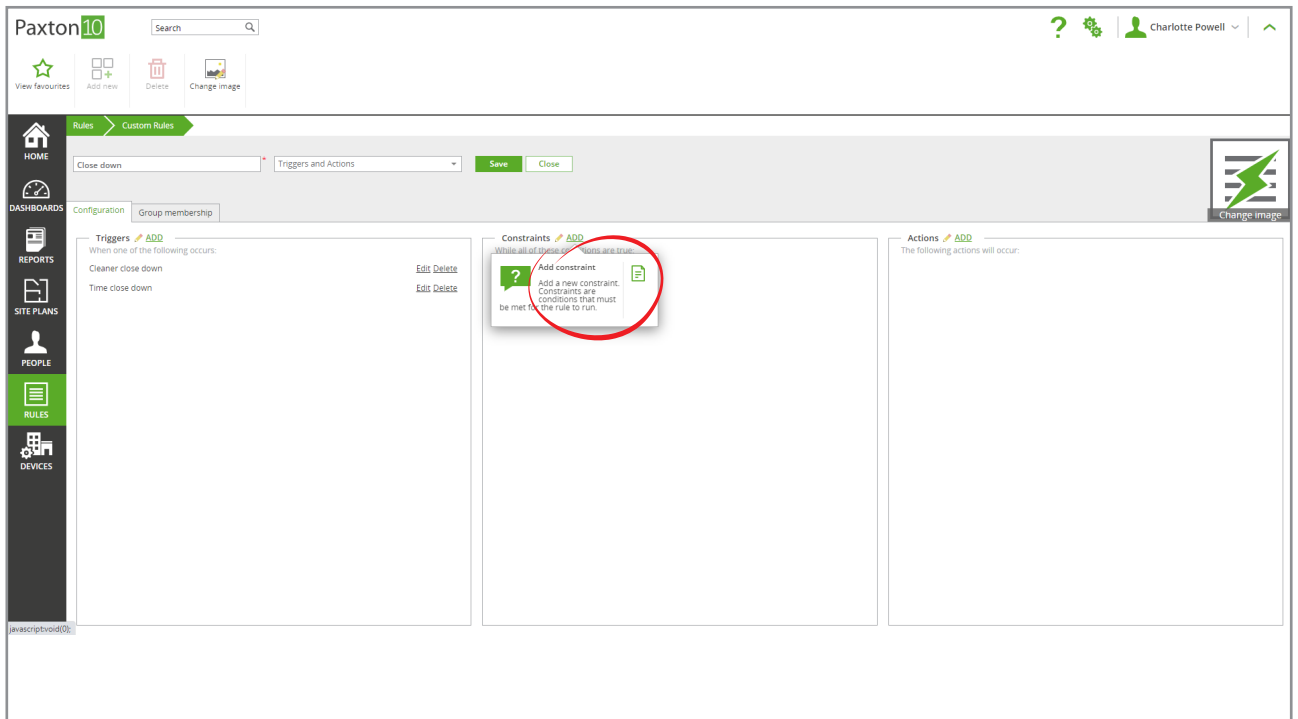 Paxton10
Search
Charlotte Powell
View favourites
Add new
Delete
Change image
Rules
Custom Rules
HOME
Close down
*
Triggers and Actions
Save
Close
Change image
DASHBOARDS
Configuration
Group membership
Triggers ADD
When one of the following occurs:
Cleaner close down
Edit Delete
Time close down
Edit Delete
Constraints ADD
While all of these conditions are true:
?
Add constraint
Add a new constraint.
Constraints are
conditions that must
be met for the rule to run.
Actions ADD
The following actions will occur:
REPORTS
SITE PLANS
PEOPLE
RULES
DEVICES
javascript:void(0);